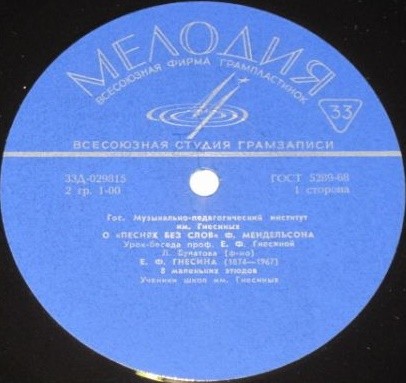 МЕЛОДИЯ
ВСЕСОЮЗНАЯ ФИРМА ГРАМПЛАСТИНОК
33
ВСЕСОЮЗНАЯ СТУДИЯ ГРАМЗАПИСИ
33Д-029815
ГОСТ 5289-68
2 гр. 1-00
1 сторона
Гос. Музыкально-педагогический институт
им. Гнесиных
О «ПЕСНЯХ БЕЗ СЛОВ» Ф. МЕНДЕЛЬСОНА
Урок-беседа проф. Е. Ф. Гнесиной
Л. Булатова (ф-но)
Е. Ф. ГНЕСИНА (1874—1967)
8 маленьких этюдов
Ученики школ им. Гнесиных